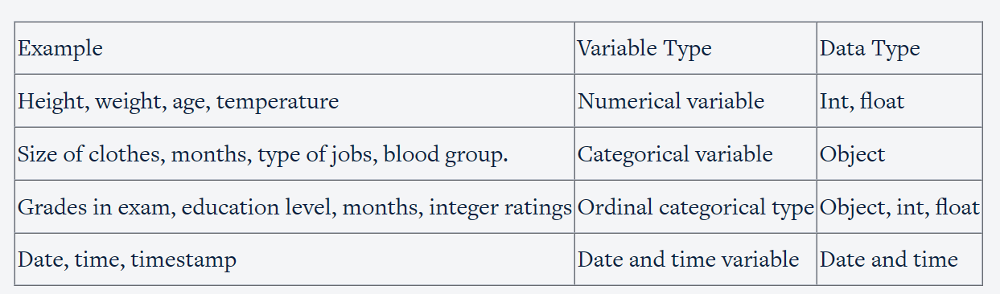 Example Variable Type Data Type
Height, weight, age, temperature Numerical variable Int, float
Size of clothes, months, type of jobs, blood group. Categorical variable Object
Grades in exam, education level, months, integer ratings Ordinal categorical type Object, int, float
Date, time, timestamp Date and time variable Date and time